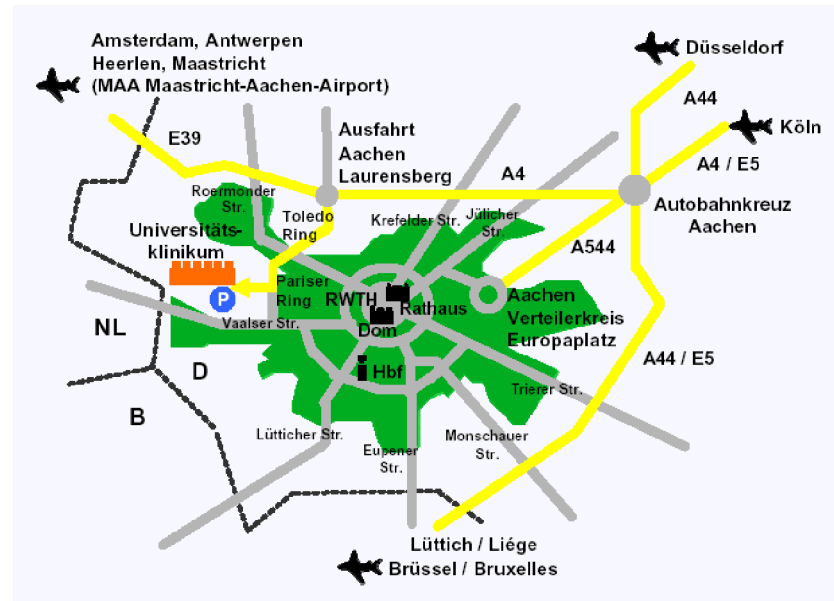 Amsterdam, Antwerpen
Heerlen, Maastricht
(MAA Maastricht-Aachen-Airport)
Düsseldorf
A44
Köln
A4 / E5
E39
Ausfahrt
Aachen
Laurensberg
A4
Autobahnkreuz
Aachen
Roermonder
Str.
Toledo
Ring
Krefelder Str.
Jülicher
Str.
A544
Universitäts-
klinikum
P
Pariser
Ring
RWTH
Rathaus
Dom
Aachen
Verteilerkreis
Europaplatz
Vaalser Str.
NL
D
B
Hbf
A44 / E5
Trierer Str.
Lütticher Str.
Eupener
Str.
Monschauer
Str.
Lüttich / Liége
Brüssel / Bruxelles